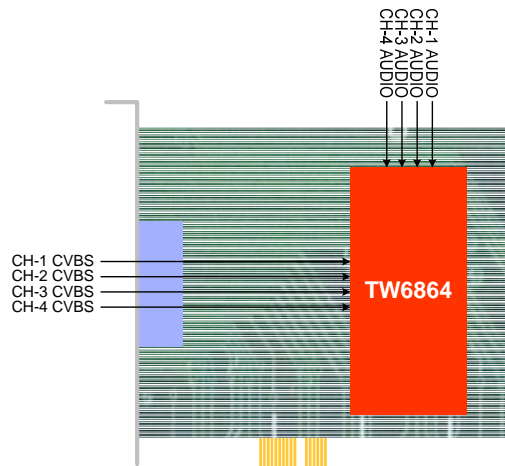 CH-1 AUDIO
CH-2 AUDIO
CH-3 AUDIO
CH-4 AUDIO
CH-1 CVBS
CH-2 CVBS
CH-3 CVBS
CH-4 CVBS
TW6864